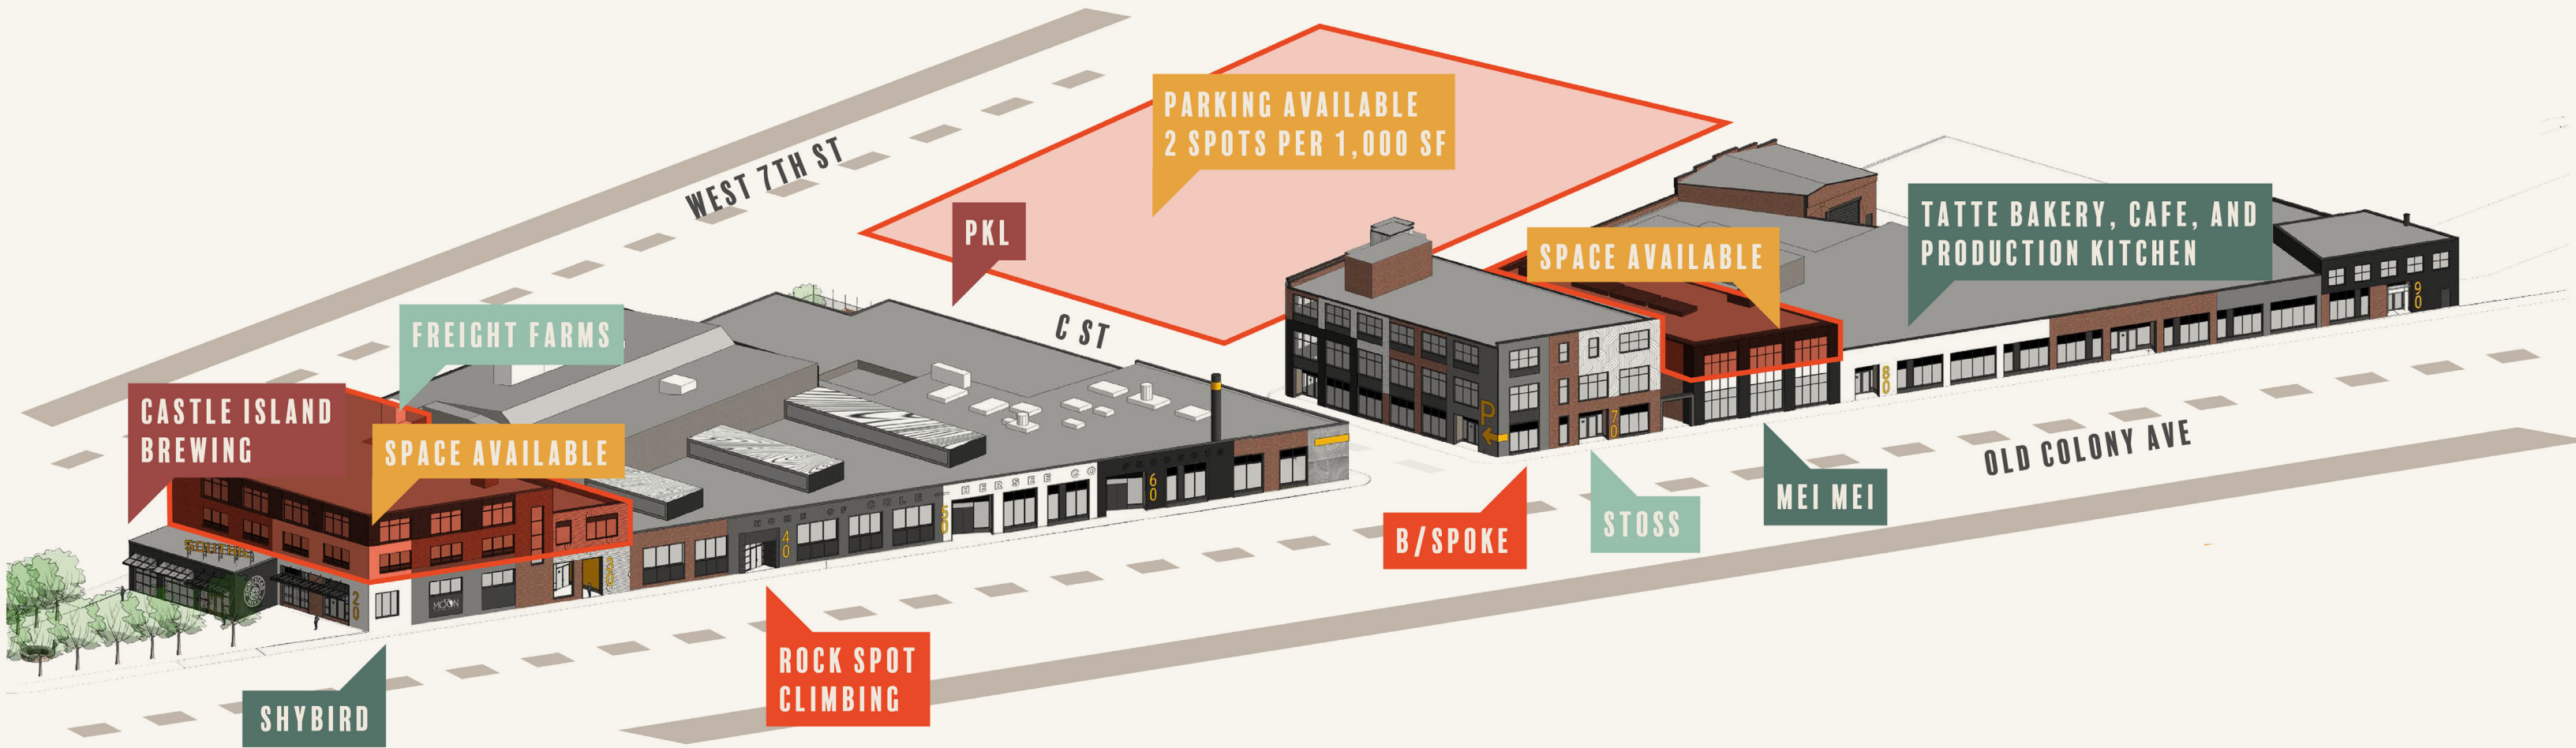 PARKING AVAILABLE
2 SPOTS PER 1,000 SF
WEST 7TH ST
PKL
TATTE BAKERY, CAFE, AND
PRODUCTION KITCHEN
SPACE AVAILABLE
C ST
FREIGHT FARMS
CASTLE ISLAND
BREWING
SPACE AVAILABLE
90
80
70
P
60
HERSEE CO
50
HOME OF COLE
40
20
MOON
OLD COLONY AVE
MEI MEI
STOSS
B/SPOKE
ROCK SPOT
CLIMBING
SHYBIRD